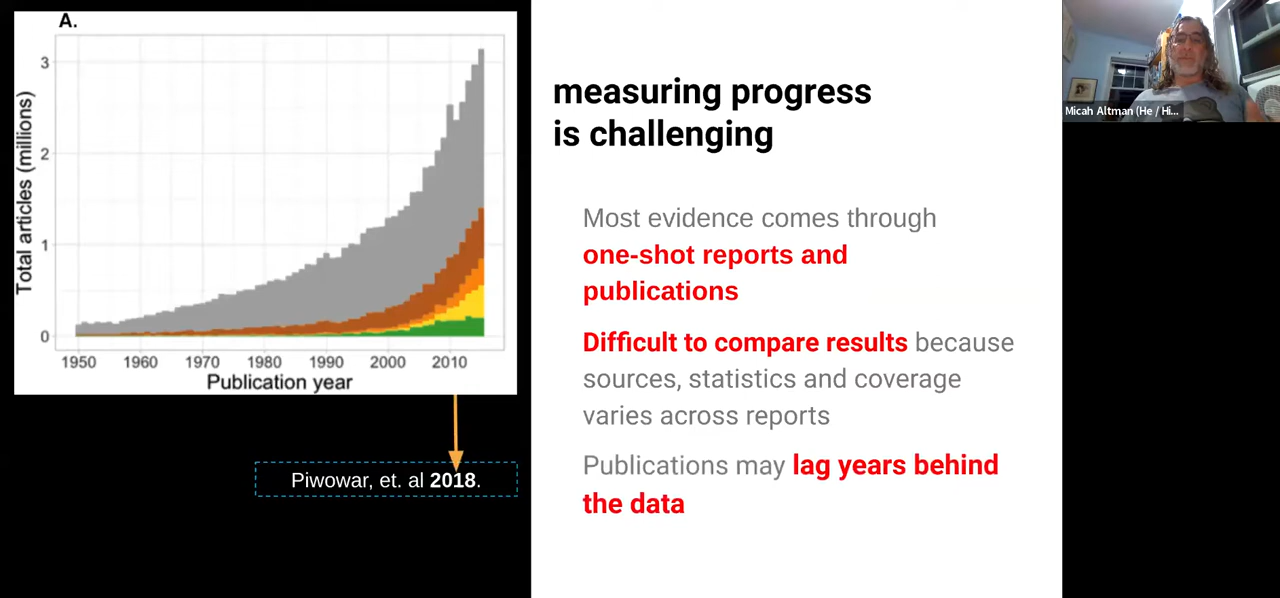 A.
3
2
1
0
Total articles (millions)
1950 1960 1970 1980 1990 2000 2010
Publication year
Piwowar, et. al 2018.
measuring progress
is challenging
Most evidence comes through
one-shot reports and
publications
Difficult to compare results because
sources, statistics and coverage
varies across reports
Publications may lag years behind
the data
Micah Altman (He / Hi...